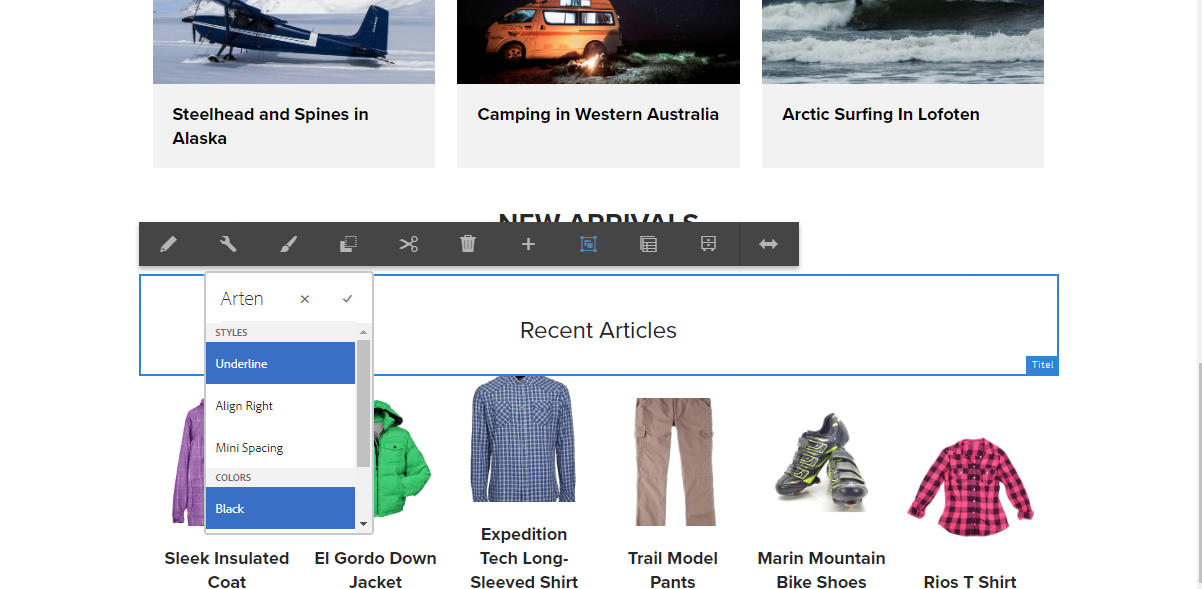 Steelhead and Spines in
Alaska
Camping in Western Australia
Arctic Surfing In Lofoten
NEW ARRIVALS
Arten
STYLES
Underline
Align Right
Mini Spacing
COLORS
Black
Recent Articles
Titel
Sleek Insulated
Coat
El Gordo Down
Jacket
Expedition
Tech Long-
Sleeved Shirt
Trail Model
Pants
Marin Mountain
Bike Shoes
Rios T Shirt